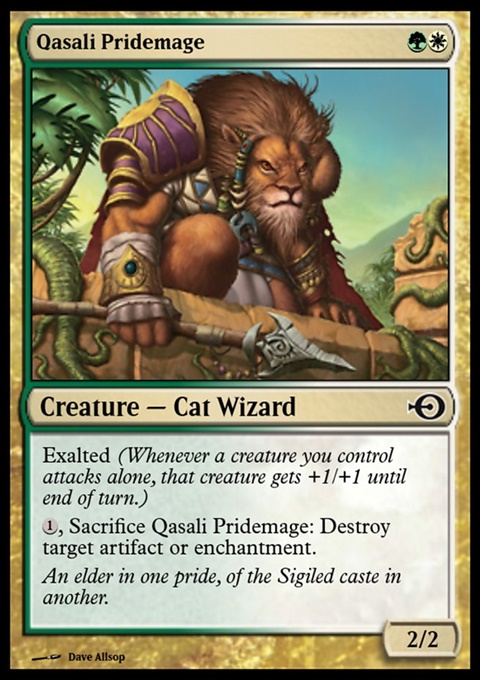 Qasali Pridemage
Creature — Cat Wizard
Exalted (Whenever a creature you control
attacks alone, that creature gets +1/+1 until
end of turn.)
1, Sacrifice Qasali Pridemage: Destroy
target artifact or enchantment.
An elder in one pride, of the Sigiled caste in
another.
2/2
Dave Allsop